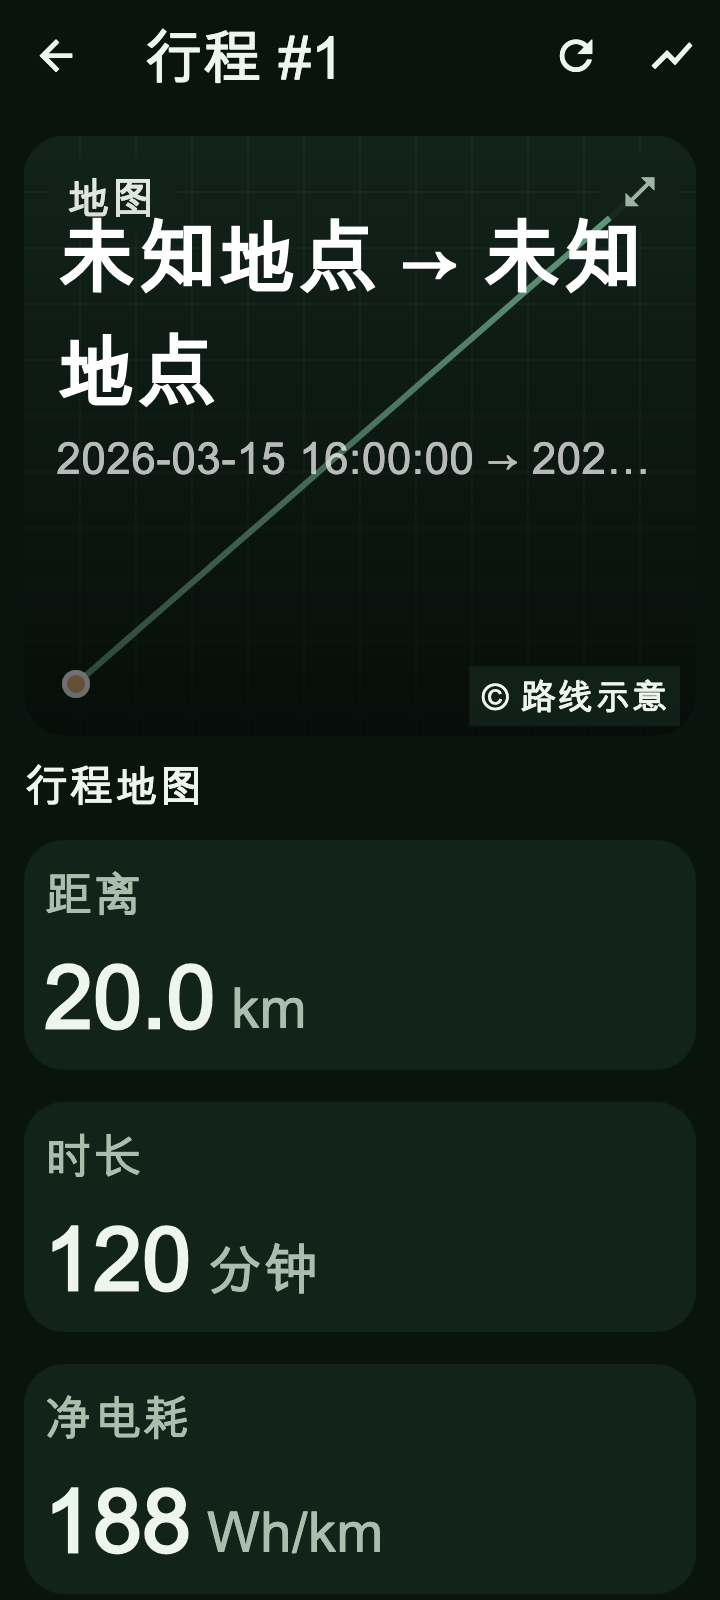 行程 #1
地图
未知地点 → 未知
地点
2026-03-15 16:00:00 → 202…
© 路线示意
行程地图
距离
20.0 km
时长
120 分钟
净电耗
188 Wh/km